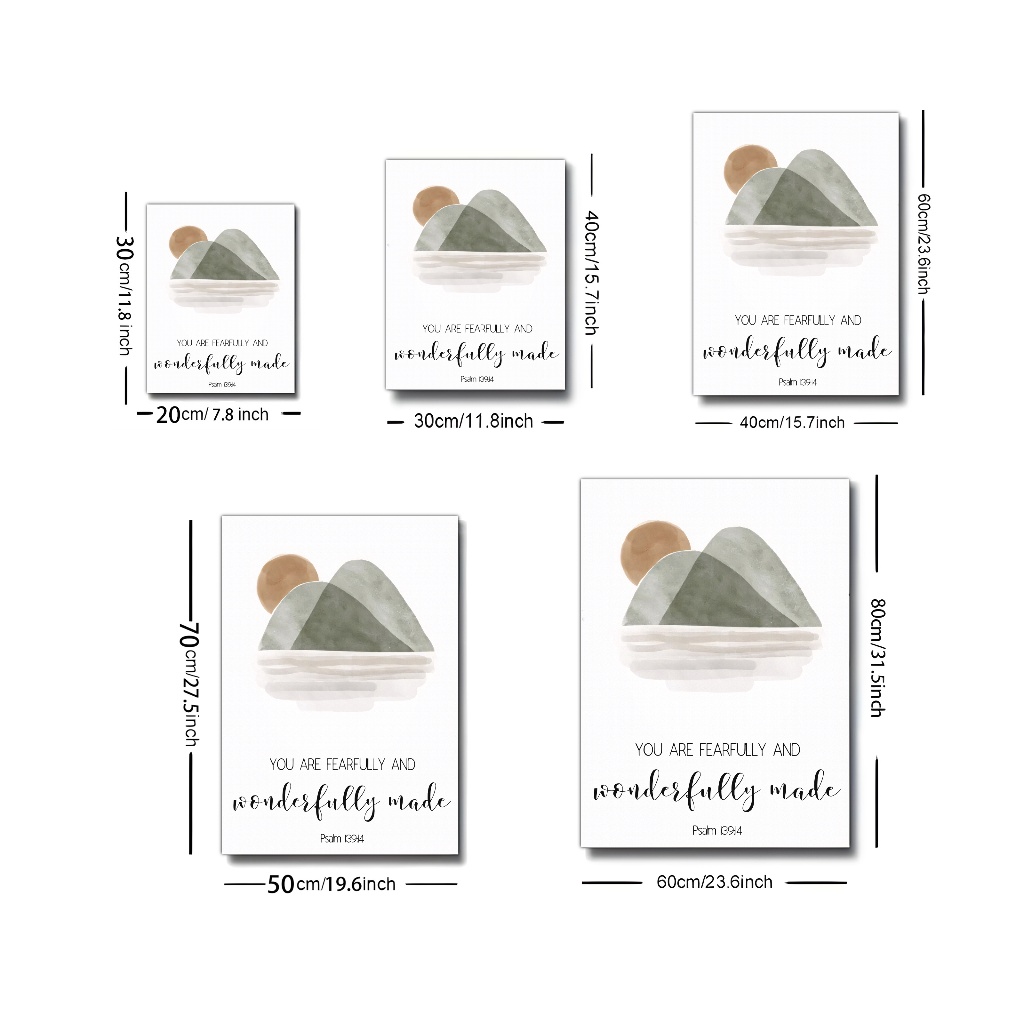 30cm/11.8 inch
YOU ARE FEARFULLY AND
wonderfully made
Psalm 139:14
20cm/ 7.8 inch
40cm/15.7inch
YOU ARE FEARFULLY AND
wonderfully made
Psalm 139:14
30cm/11.8inch
60cm/23.6inch
YOU ARE FEARFULLY AND
wonderfully made
Psalm 139:14
40cm/15.7inch
70cm/27.5inch
YOU ARE FEARFULLY AND
wonderfully made
Psalm 139:14
50cm/19.6inch
80cm/31.5inch
YOU ARE FEARFULLY AND
wonderfully made
Psalm 139:14
60cm/23.6inch